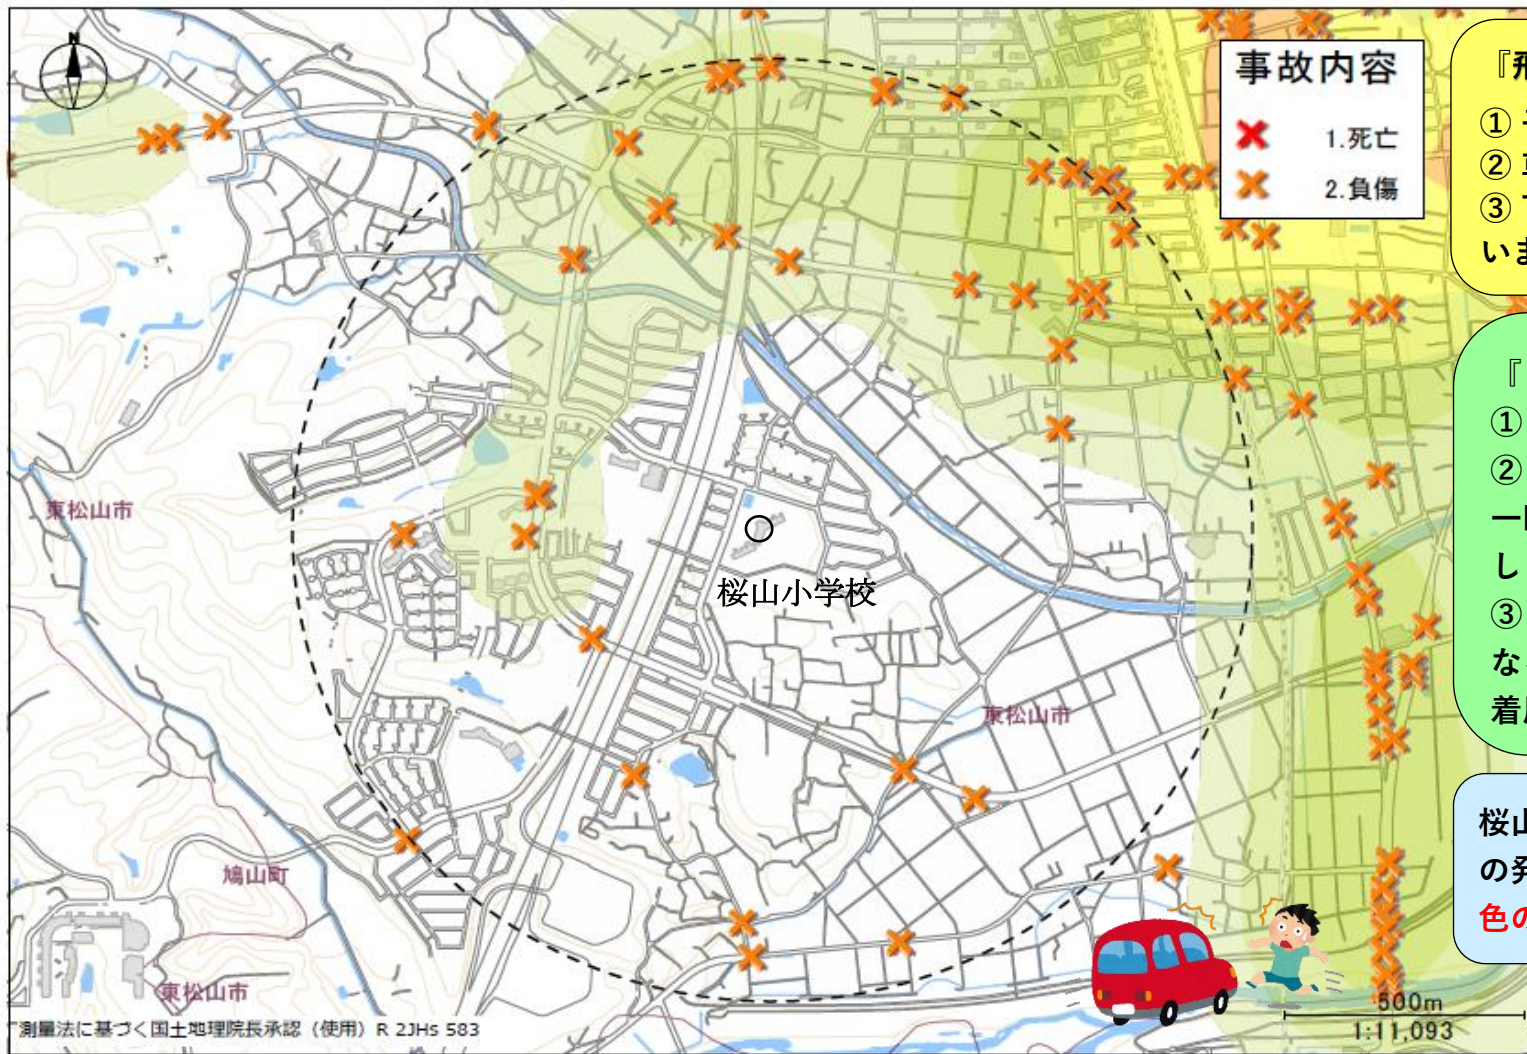 N
事故内容
1.死亡
2.負傷
『飛
①
②
③
いま
『
①
②
一
し
③
な
着
桜山
の発
色の
東松山市
桜山小学校
東松山市
鳩山町
東松山市
測量法に基づく国土地理院長承認（使用）R 2JHs 583
500m
1:11,093